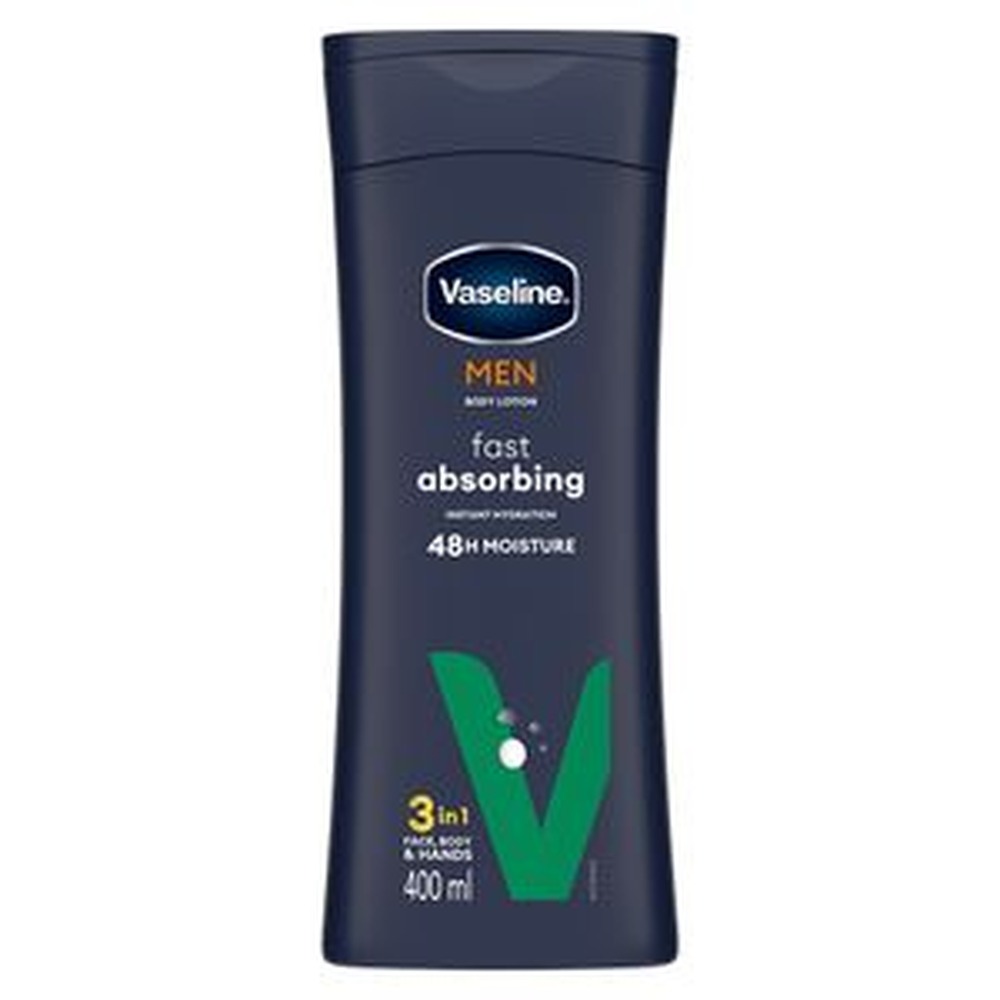 Vaseline.
MEN
BODY LOTION
fast
absorbing
INSTANT HYDRATION
48H MOISTURE
3 in 1
FACE, BODY
& HANDS
400 ml